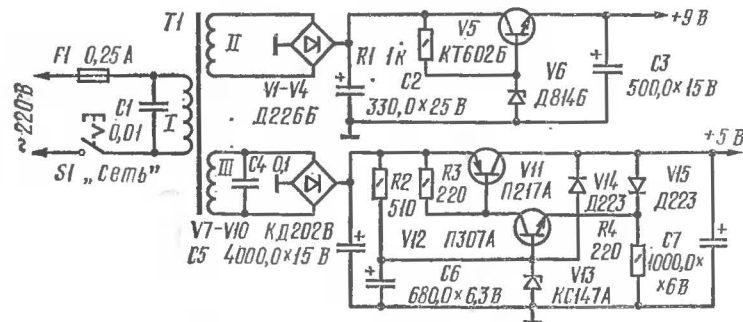 T1
V5
+9 В
F1 0,25 А
II
R1 1к
КТ602Б
V6
C3
C1
V1-V4
C2
Д814Б
500,0×15 В
~220 В
0,01
I
Д226Б
330,0×25 В
S1 „Сеть”
III
C4 0,1
R2
510
R3
220
V11
П217А
V14
Д223
V15
Д223
+5 В
V7-V10 КД202В
V12
П307А
R4
220
C7
1000,0×
×6 В
C5 4000,0×15 В
C6
680,0×6,3 В
V13
КС147А